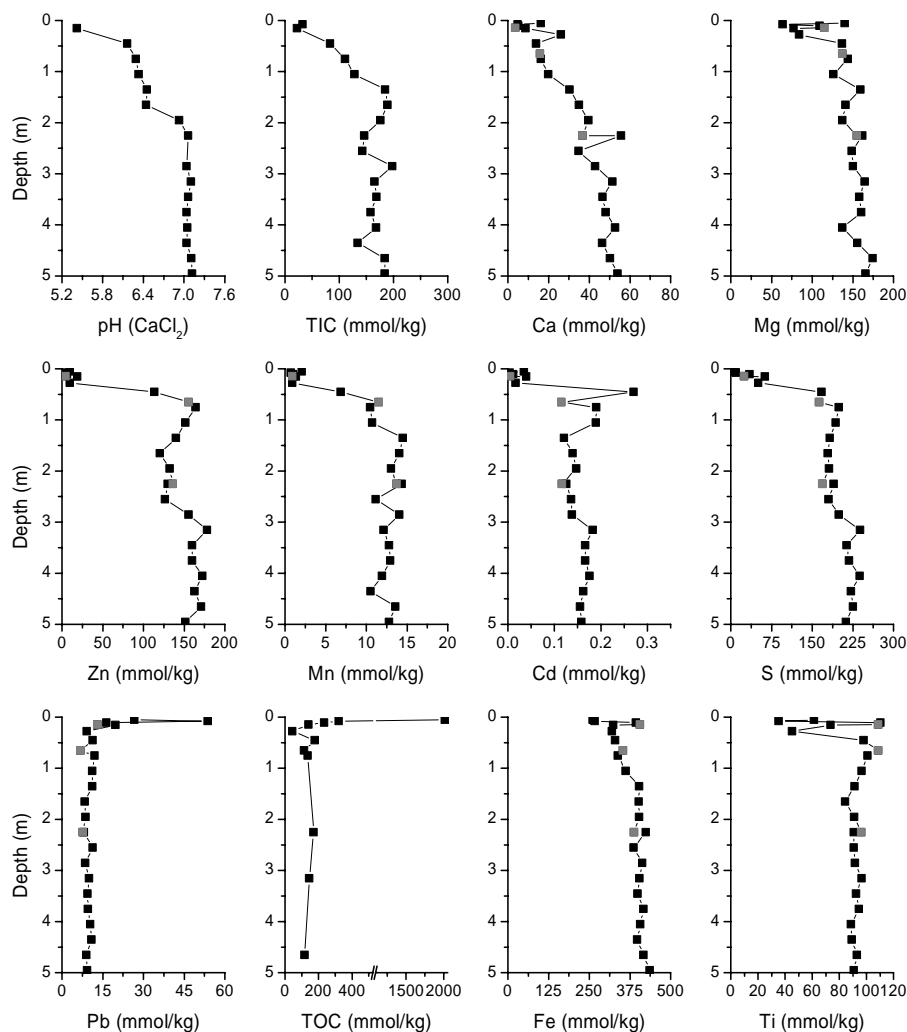 0
1
2
3
4
5
Depth (m)
5.2 5.8 6.4 7.0 7.6
pH (CaCl₂)
0 100 200 300
TIC (mmol/kg)
0 20 40 60 80
Ca (mmol/kg)
0 50 100 150 200
Mg (mmol/kg)
0
1
2
3
4
5
Depth (m)
0 50 100 150 200
Zn (mmol/kg)
0 5 10 15 20
Mn (mmol/kg)
0.0 0.1 0.2 0.3
Cd (mmol/kg)
0 75 150 225 300
S (mmol/kg)
0
1
2
3
4
5
Depth (m)
0 15 30 45 60
Pb (mmol/kg)
0 200 400 1500 2000
TOC (mmol/kg)
0 125 250 375 500
Fe (mmol/kg)
0 20 40 60 80 100 120
Ti (mmol/kg)